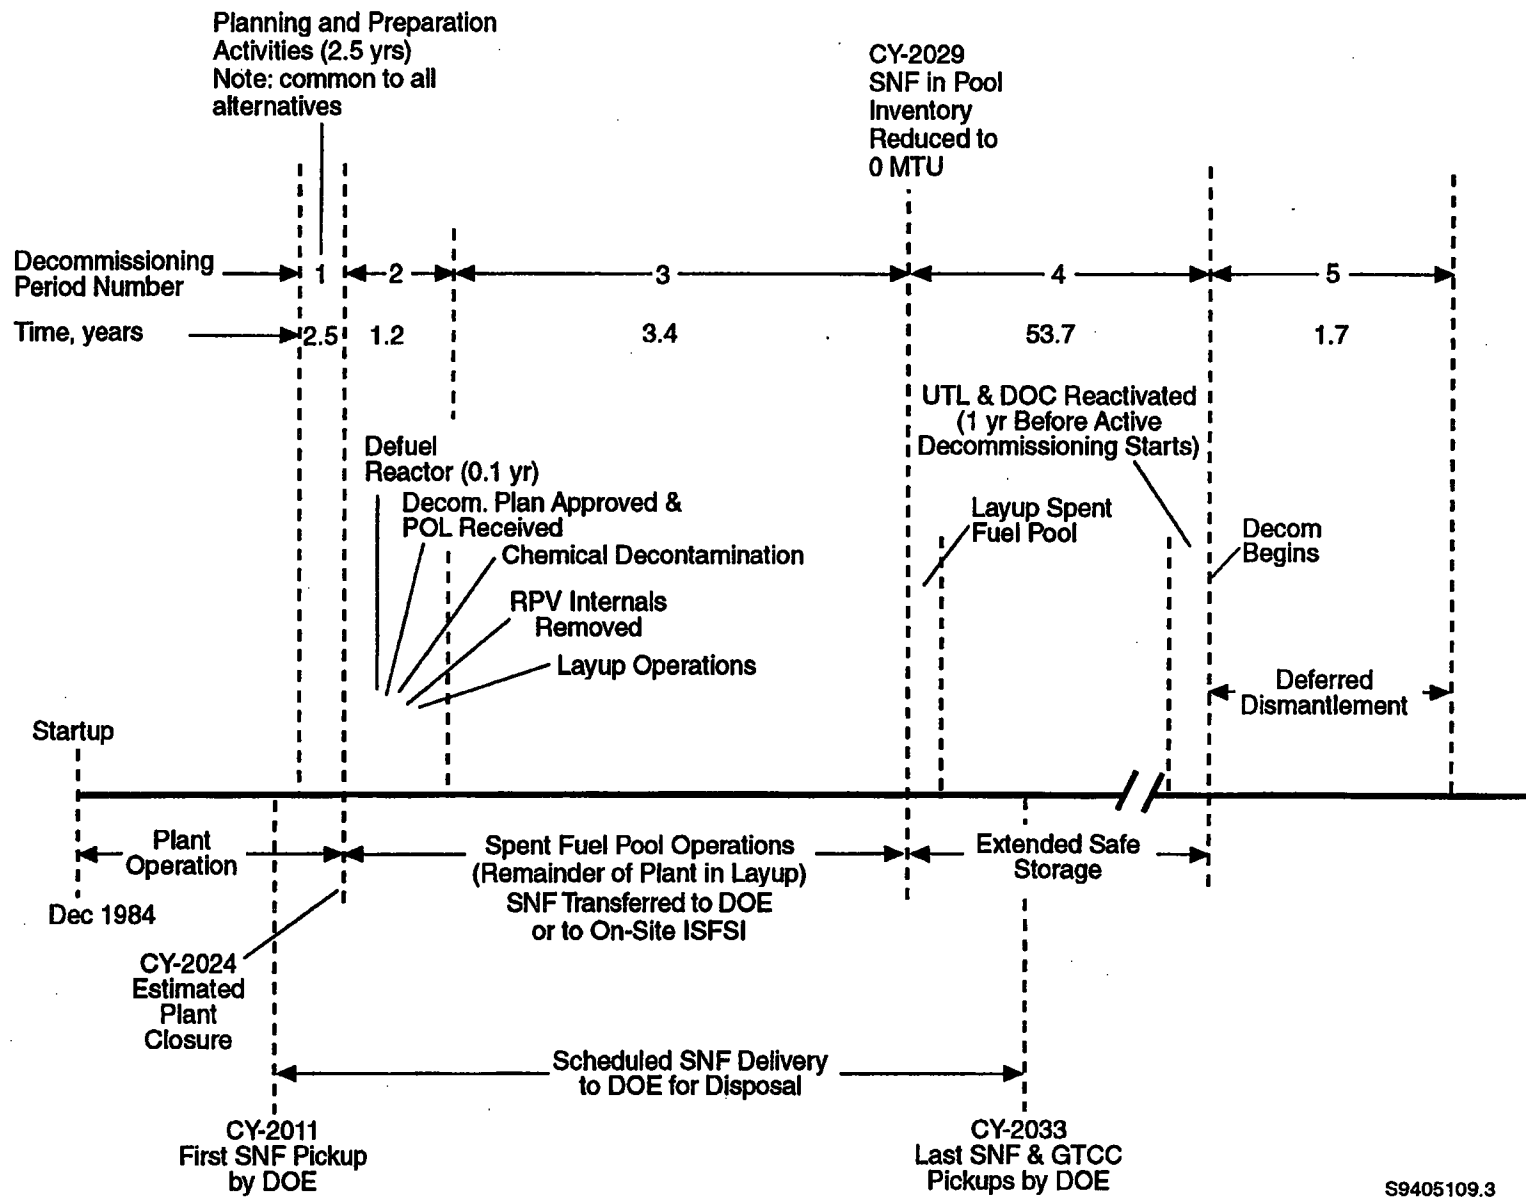 Planning and Preparation
Activities (2.5 yrs)
Note: common to all
alternatives
CY-2029
SNF in Pool
Inventory
Reduced to
0 MTU
Decommissioning
Period Number
1
2
3
4
5
Time, years
2.5
1.2
3.4
53.7
1.7
UTL & DOC Reactivated
(1 yr Before Active
Decommissioning Starts)
Defuel
Reactor (0.1 yr)
Decom. Plan Approved &
POL Received
Chemical Decontamination
RPV Internals
Removed
Layup Operations
Layup Spent
Fuel Pool
Decom
Begins
Deferred
Dismantlement
Startup
Plant
Operation
Spent Fuel Pool Operations
(Remainder of Plant in Layup)
SNF Transferred to DOE
or to On-Site ISFSI
Extended Safe
Storage
Dec 1984
CY-2024
Estimated
Plant
Closure
Scheduled SNF Delivery
to DOE for Disposal
CY-2011
First SNF Pickup
by DOE
CY-2033
Last SNF & GTCC
Pickups by DOE
S9405109.3